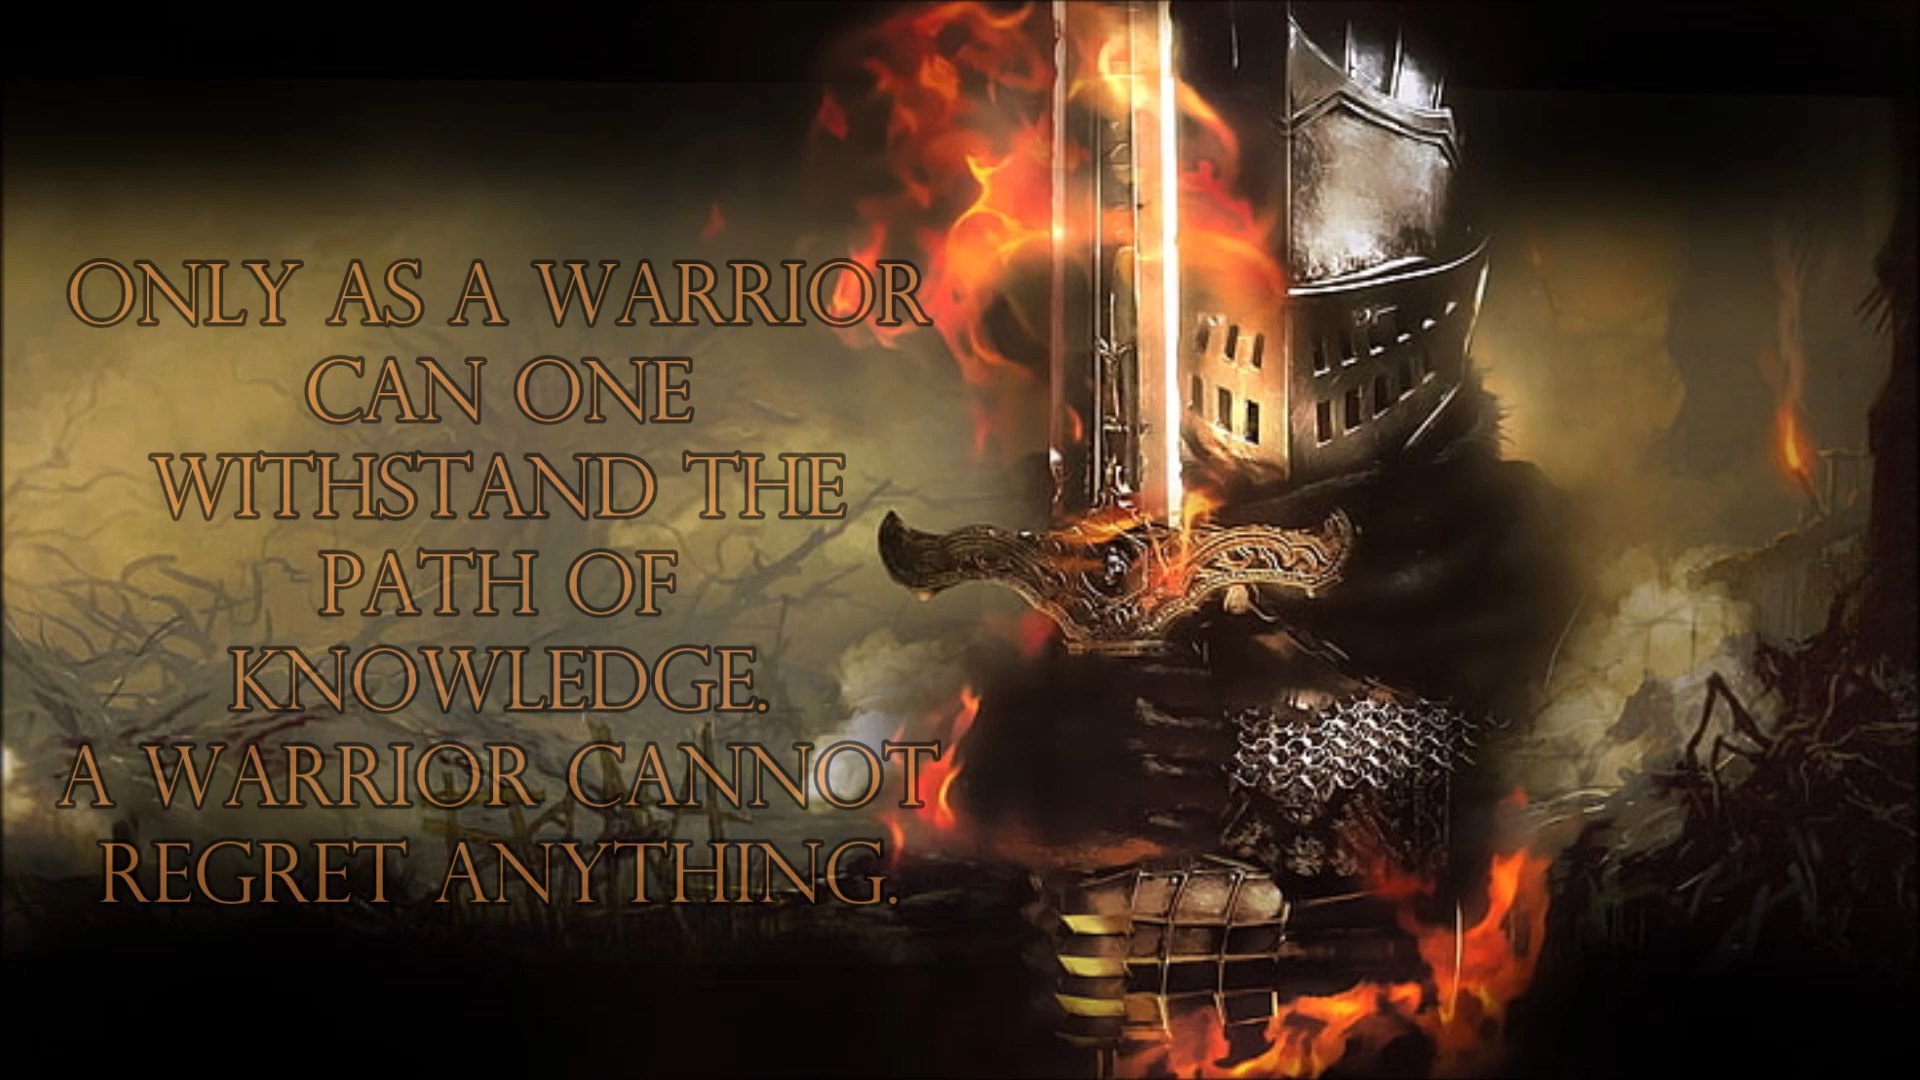 ONLY AS A WARRIOR
CAN ONE
WITHSTAND THE
PATH OF
KNOWLEDGE.
A WARRIOR CANNOT
REGRET ANYTHING.